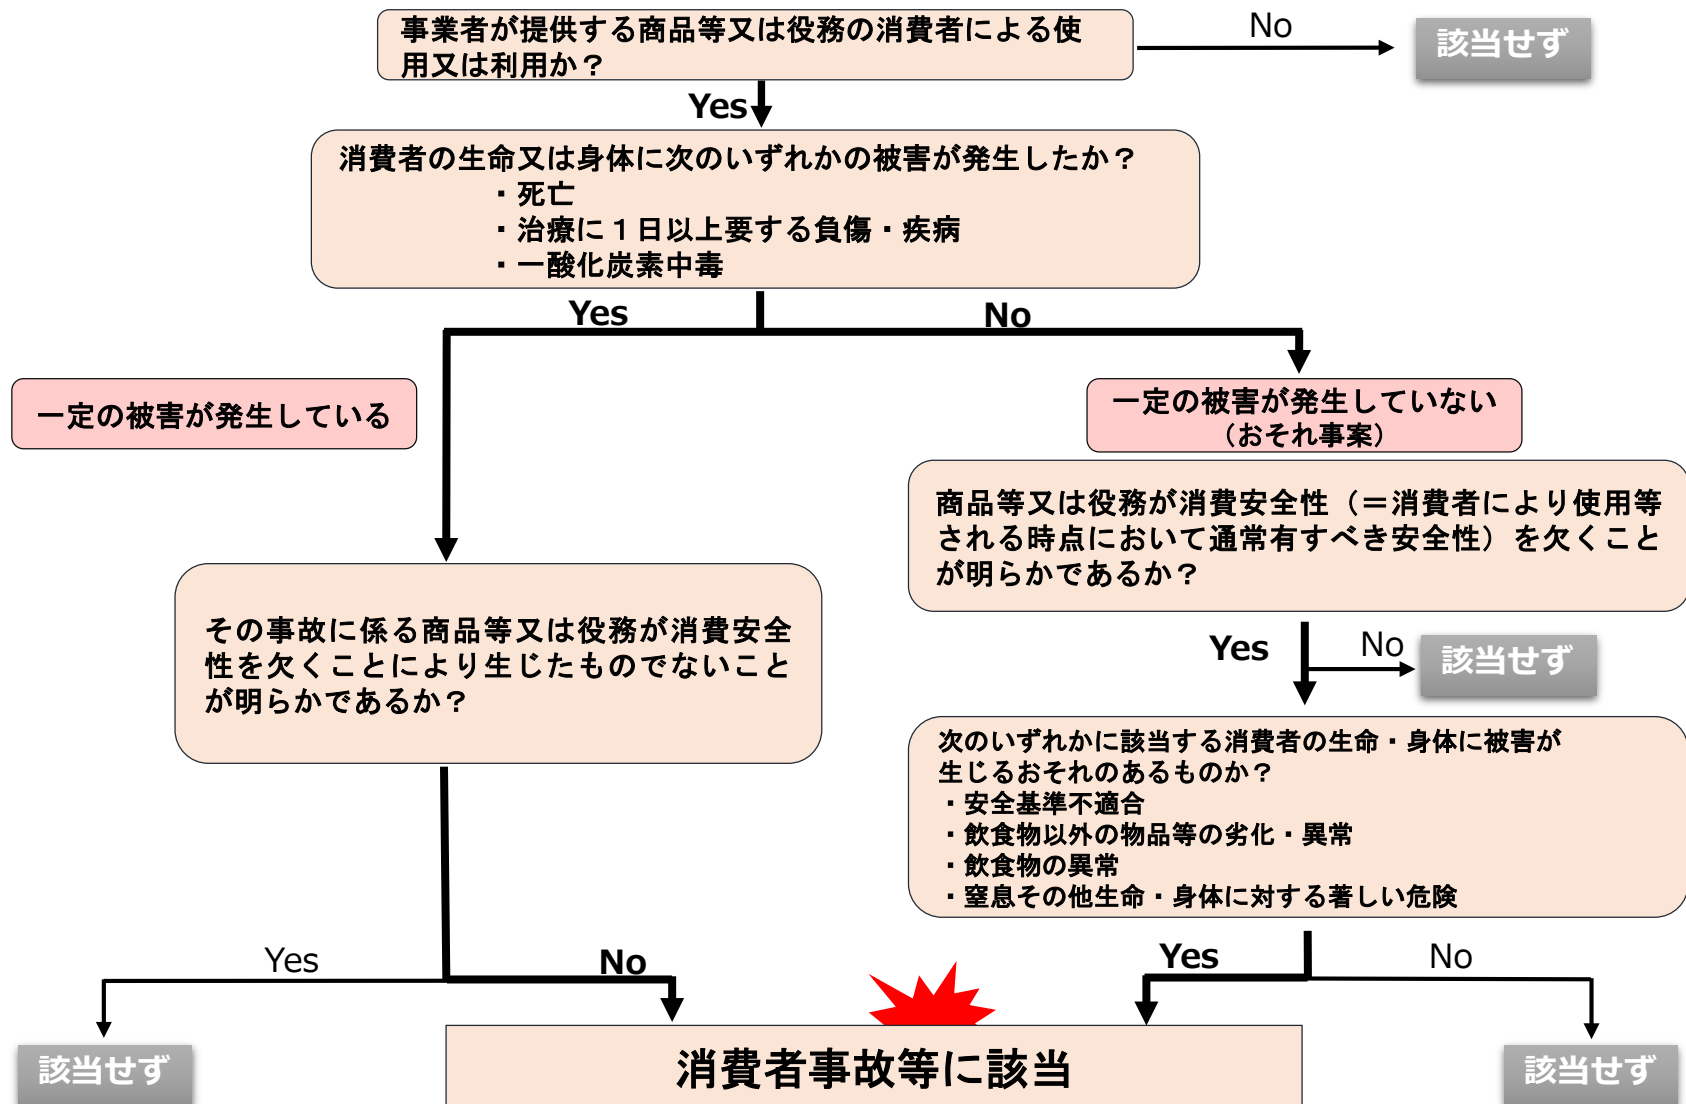 事業者が提供する商品等又は役務の消費者による使
用又は利用か？
No
該当せず
Yes
消費者の生命又は身体に次のいずれかの被害が発生したか？
・死亡
・治療に１日以上要する負傷・疾病
・一酸化炭素中毒
Yes
No
一定の被害が発生している
一定の被害が発生していない
（おそれ事案）
商品等又は役務が消費安全性（＝消費者により使用等
される時点において通常有すべき安全性）を欠くこと
が明らかであるか？
その事故に係る商品等又は役務が消費安全
性を欠くことにより生じたものでないこと
が明らかであるか？
Yes
No
該当せず
次のいずれかに該当する消費者の生命・身体に被害が
生じるおそれのあるものか？
・安全基準不適合
・飲食物以外の物品等の劣化・異常
・飲食物の異常
・窒息その他生命・身体に対する著しい危険
Yes
No
Yes
No
該当せず
消費者事故等に該当
該当せず